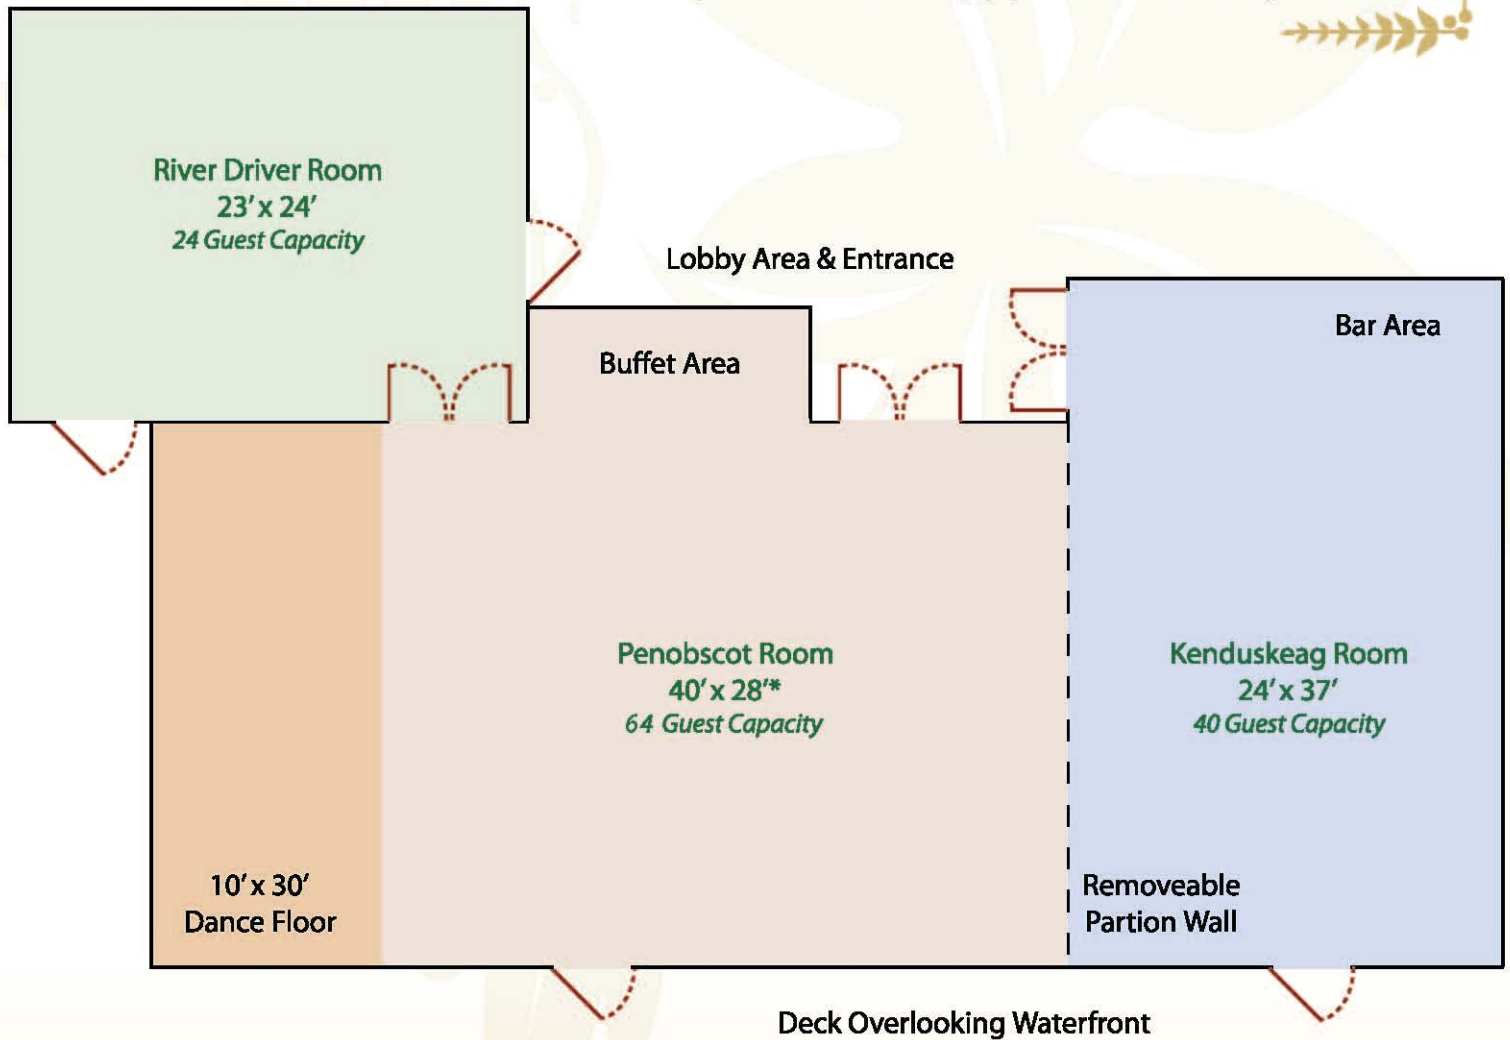 River Driver Room
23' x 24'
24 Guest Capacity
Lobby Area & Entrance
Bar Area
Buffet Area
Penobscot Room
40' x 28'*
64 Guest Capacity
Kenduskeag Room
24' x 37'
40 Guest Capacity
10' x 30'
Dance Floor
Removeable
Partion Wall
Deck Overlooking Waterfront